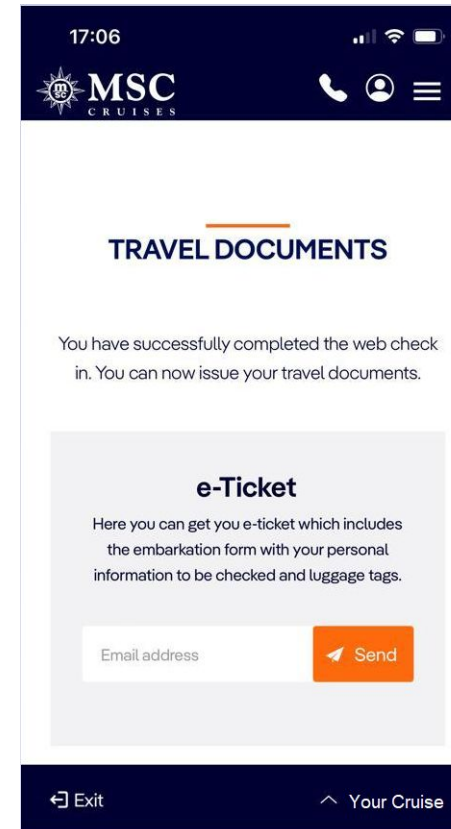 17:06
MSC
CRUISES
TRAVEL DOCUMENTS
You have successfully completed the web check
in. You can now issue your travel documents.
e-Ticket
Here you can get you e-ticket which includes
the embarkation form with your personal
information to be checked and luggage tags.
Email address
Send
Exit
Your Cruise